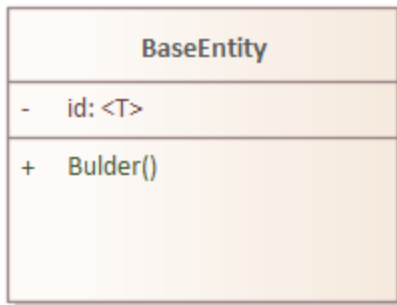 BaseEntity
- id: <T>
+ Bulder()